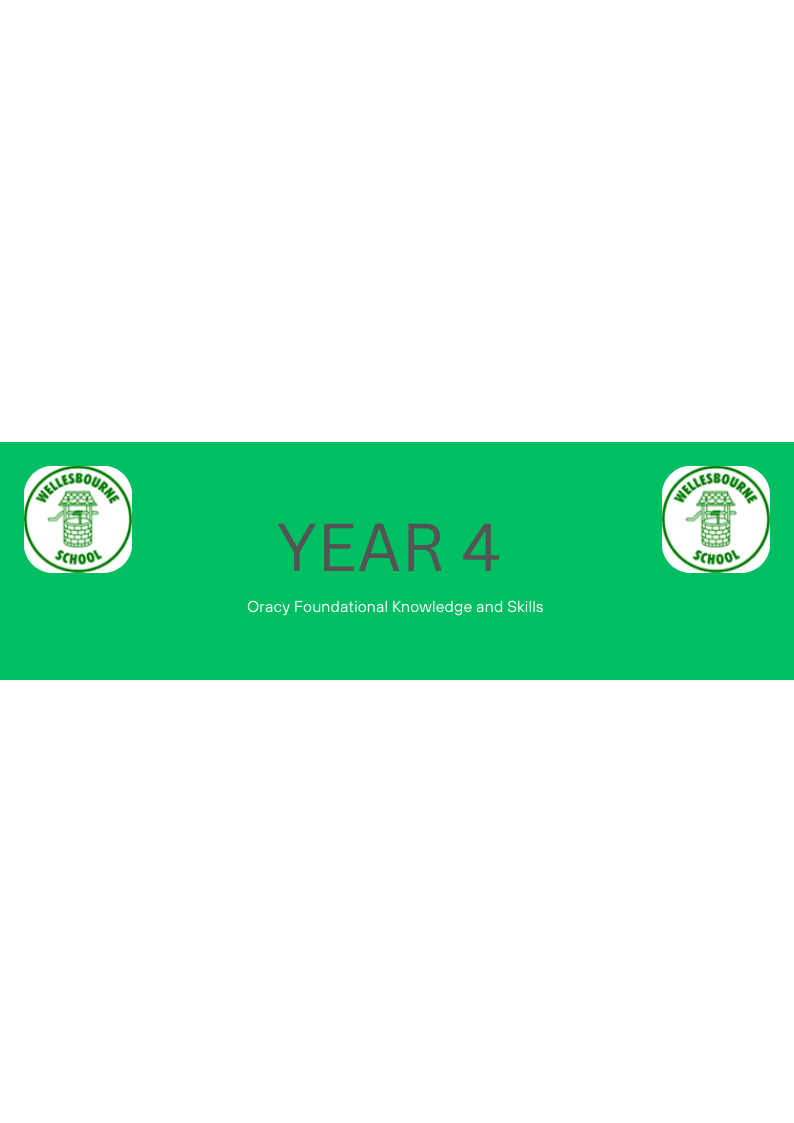 WELLESBOURNE
SCHOOL
WELLESBOURNE
SCHOOL
YEAR 4
Oracy Foundational Knowledge and Skills